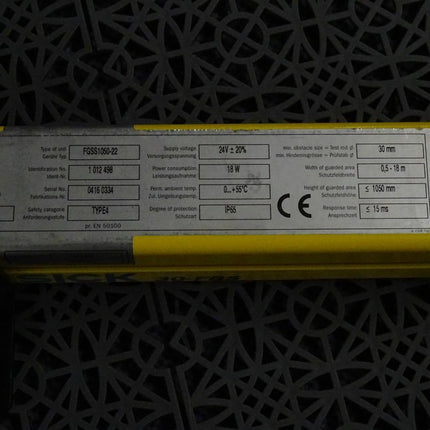 Type of unit
Geräte Typ
FGSS1050-22
Supply voltage
Versorgungsspannung
24V ± 20%
min. obstacle size = Test rod Ø
min. Hindernisgrösse = Prüfstab Ø
30 mm
Identification No.
Ident-Nr.
1 012 498
Power consumption
Leistungsaufnahme
18 W
Width of guarded area
Schutzfeldbreite
0,5 - 18 m
Serial No.
Fabrikations-Nr.
0416 0334
Perm. ambient temp.
Zul. Umgebungstemp.
0...+55°C
Height of guarded area
Schutzfeldhöhe
≤ 1050 mm
Safety categorie
Anforderungsstufe
TYPE4
Degree of protection
Schutzart
IP65
CE
Response time
Ansprechzeit
≤ 15 ms
pr. EN 50100
SICK